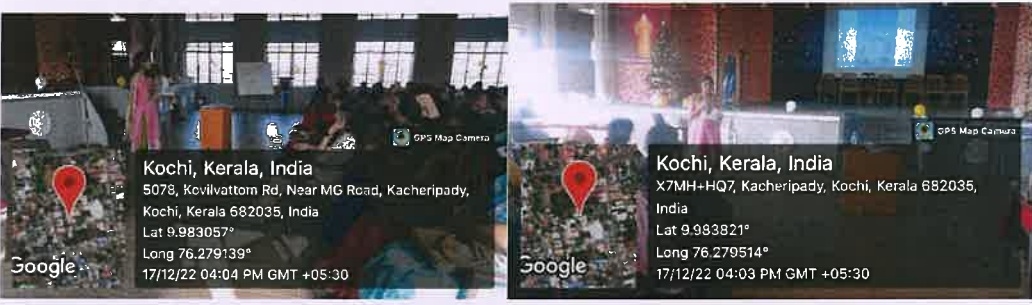 GPS Map Camera
Kochi, Kerala, India
5078, Kovilvattom Rd, Near MG Road, Kacheripady,
Kochi, Kerala 682035, India
Lat 9.983057°
Long 76.279139°
17/12/22 04:04 PM GMT +05:30
Google
GPS Map Camera
Kochi, Kerala, India
X7MH+HQ7, Kacheripady, Kochi, Kerala 682035,
India
Lat 9.983821°
Long 76.279514°
17/12/22 04:03 PM GMT +05:30
Google